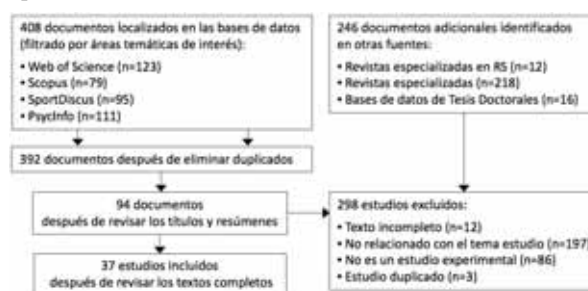 408 documentos localizados en las bases de datos
(filtrado por áreas temáticas de interés):
• Web of Science (n=123)
• Scopus (n=79)
• SportDiscus (n=95)
• PsycInfo (n=111)
246 documentos adicionales identificados
en otras fuentes:
• Revistas especializadas en RS (n=12)
• Revistas especializadas (n=218)
• Bases de datos de Tesis Doctorales (n=16)
392 documentos después de eliminar duplicados
94 documentos
después de revisar los títulos y resúmenes
298 estudios excluidos:
• Texto incompleto (n=12)
• No relacionado con el tema estudio (n=197)
• No es un estudio experimental (n=86)
• Estudio duplicado (n=3)
37 estudios incluidos
después de revisar los textos completos